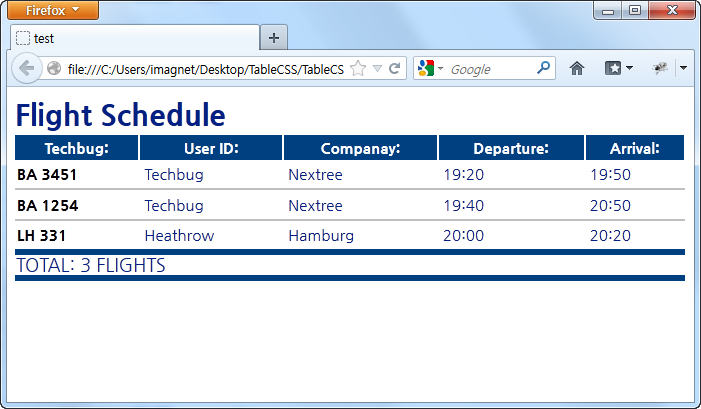 Firefox
test
file:///C:/Users/imagnet/Desktop/TableCSS/TableCS
Google
Flight Schedule
Techbug: User ID: Companay: Departure: Arrival:
BA 3451 Techbug Nextree 19:20 19:50
BA 1254 Techbug Nextree 19:40 20:50
LH 331 Heathrow Hamburg 20:00 20:20
TOTAL: 3 FLIGHTS